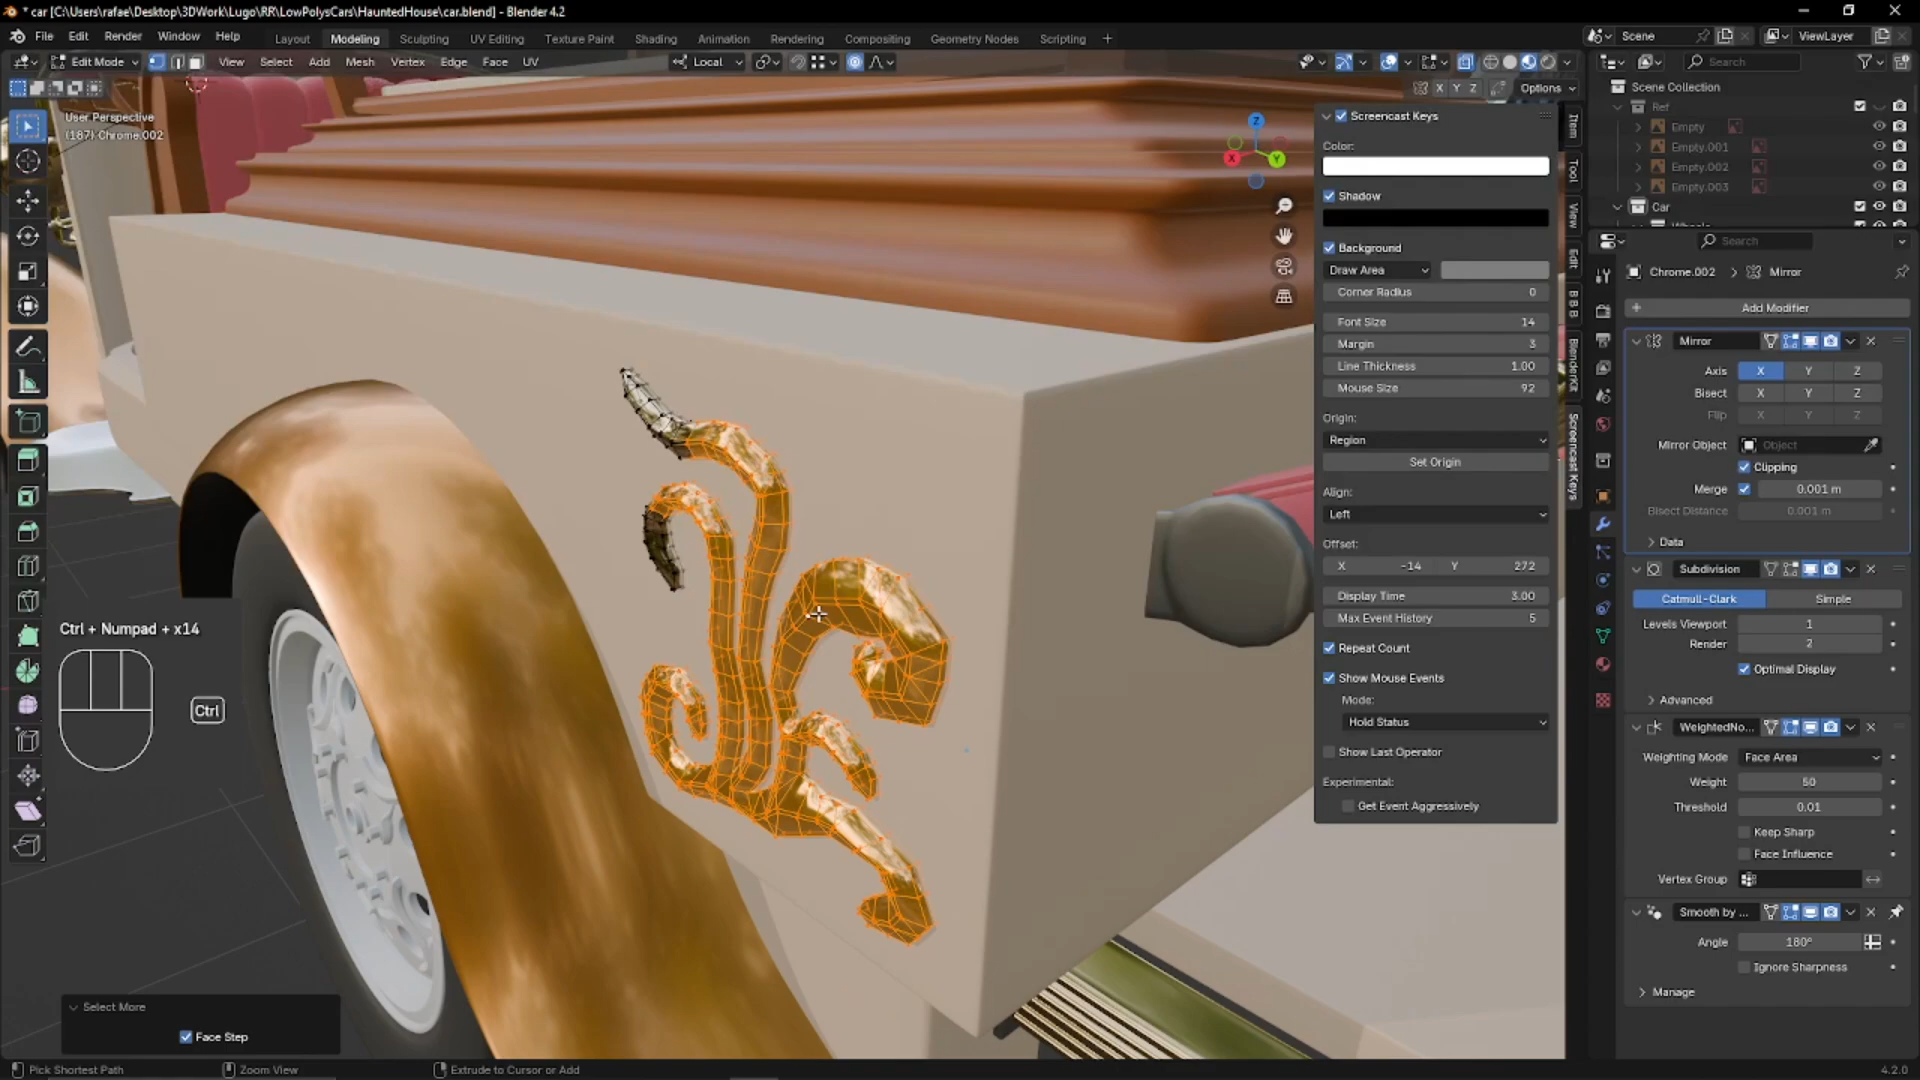 * car [C:\Users\rafae\Desktop\3DWork\Lugo\RR\LowPolysCars\HauntedHouse\car.blend] - Blender 4.2
File Edit Render Window Help
Layout Modeling Sculpting UV Editing Texture Paint Shading Animation Rendering Compositing Geometry Nodes Scripting +
Scene
ViewLayer
Edit Mode
View Select Add Mesh Vertex Edge Face UV
Local
Search
X Y Z
Options
User Perspective
(187) Chrome.002
Z
X
Y
Scene Collection
Ref
Empty
Empty.001
Empty.002
Empty.003
Car
Search
Screencast Keys
Color:
Shadow
Background
Draw Area
Corner Radius 0
Font Size 14
Margin 3
Line Thickness 1.00
Mouse Size 92
Origin:
Region
Set Origin
Align:
Left
Offset:
X -14 Y 272
Display Time 3.00
Max Event History 5
Repeat Count
Show Mouse Events
Mode:
Hold Status
Show Last Operator
Experimental:
Get Event Aggressively
Item
Tool
View
Edit
B B B
BlenderKit
Screencast Keys
Chrome.002 > Mirror
Add Modifier
Mirror
Axis X Y Z
Bisect X Y Z
Flip X Y Z
Mirror Object Object
Clipping
Merge 0.001 m
Bisect Distance 0.001 m
Data
Subdivision
Catmull-Clark Simple
Levels Viewport 1
Render 2
Optimal Display
Advanced
WeightedNo...
Weighting Mode Face Area
Weight 50
Threshold 0.01
Keep Sharp
Face Influence
Vertex Group
Smooth by ...
Angle 180°
Ignore Sharpness
Manage
Ctrl + Numpad + x14
Ctrl
Select More
Face Step
Pick Shortest Path
Zoom View
Extrude to Cursor or Add
4.2.0